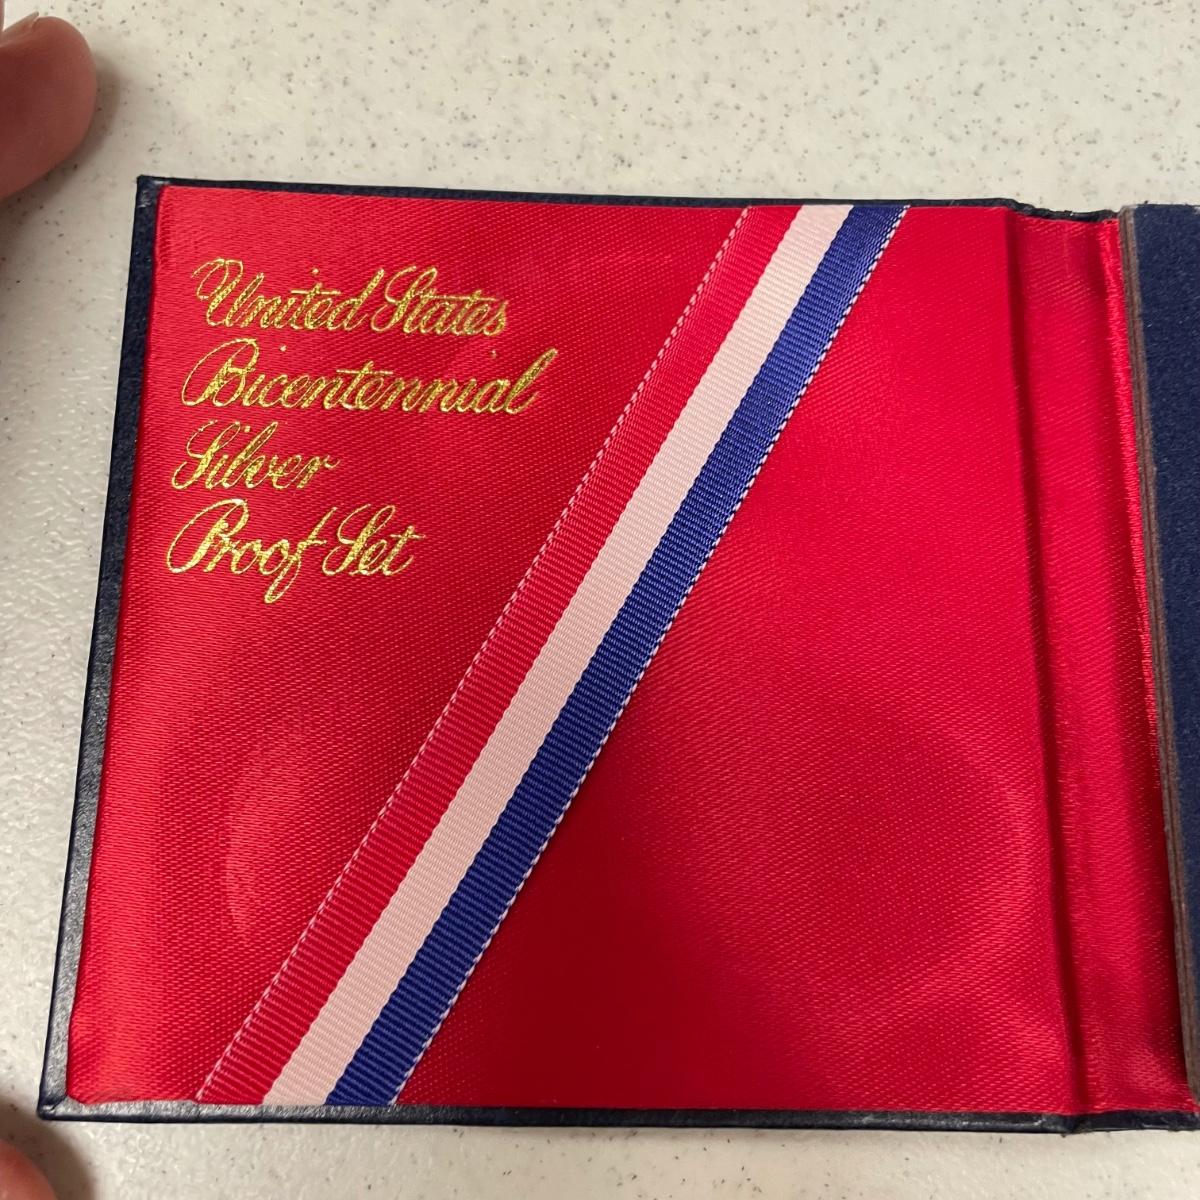 United States
Bicentennial
Silver
Proof Set